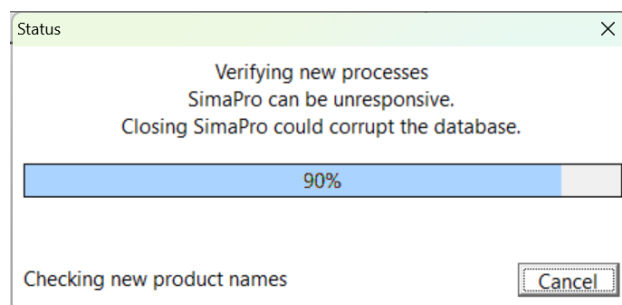 Status
Verifying new processes
SimaPro can be unresponsive.
Closing SimaPro could corrupt the database.
90%
Checking new product names
Cancel